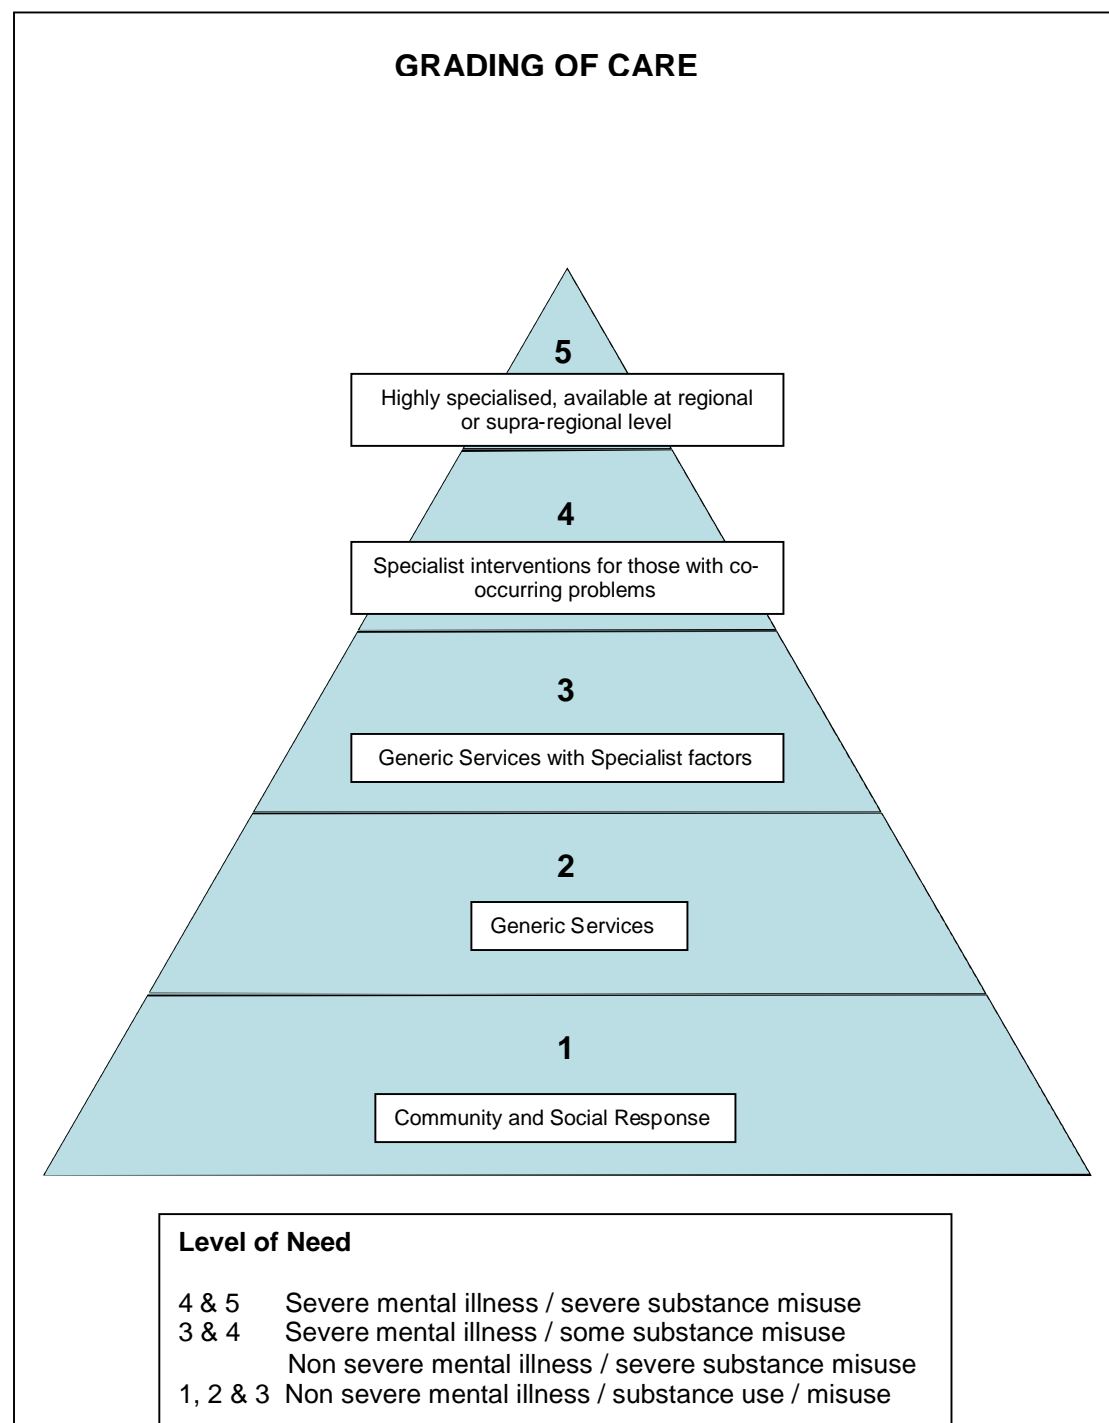 GRADING OF CARE
5
Highly specialised, available at regional
or supra-regional level
4
Specialist interventions for those with co-
occurring problems
3
Generic Services with Specialist factors
2
Generic Services
1
Community and Social Response
Level of Need
4 & 5 Severe mental illness / severe substance misuse
3 & 4 Severe mental illness / some substance misuse
Non severe mental illness / severe substance misuse
1, 2 & 3 Non severe mental illness / substance use / misuse